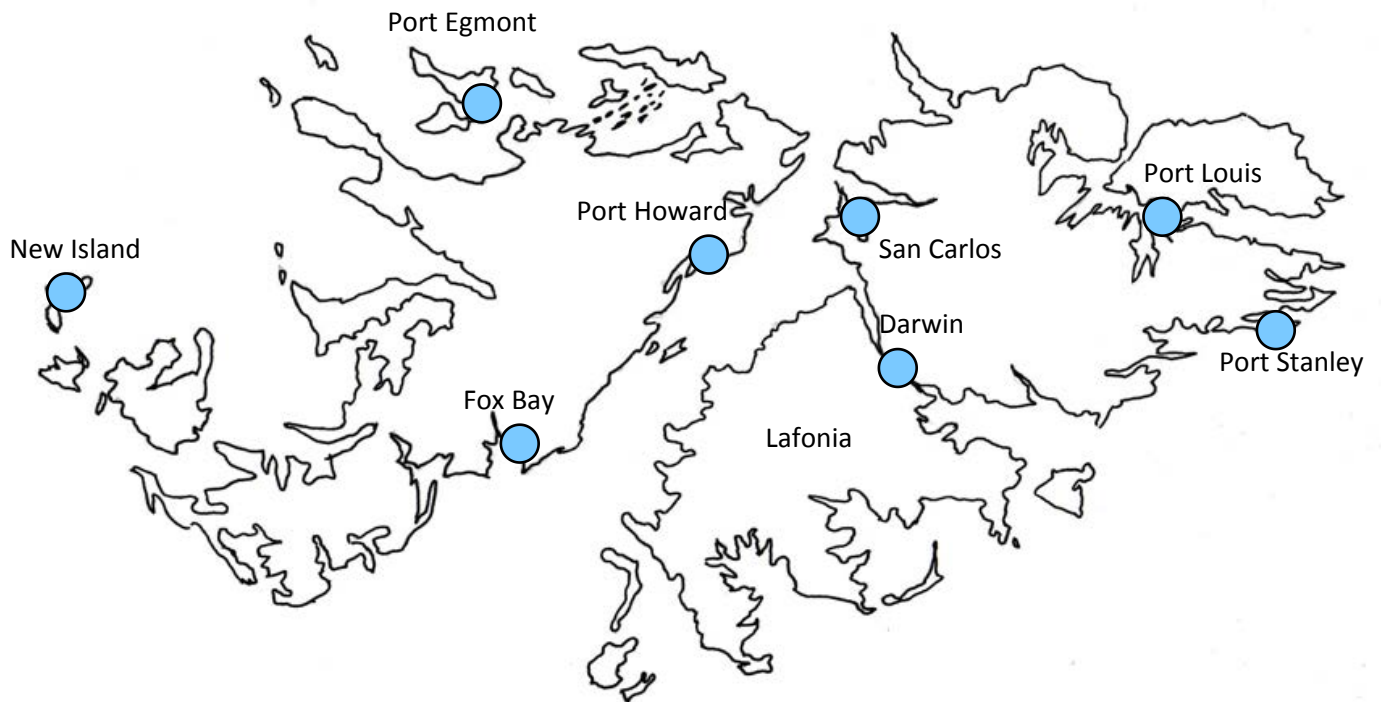 Port Egmont
Port Louis
Port Howard
New Island
San Carlos
Darwin
Port Stanley
Fox Bay
Lafonia